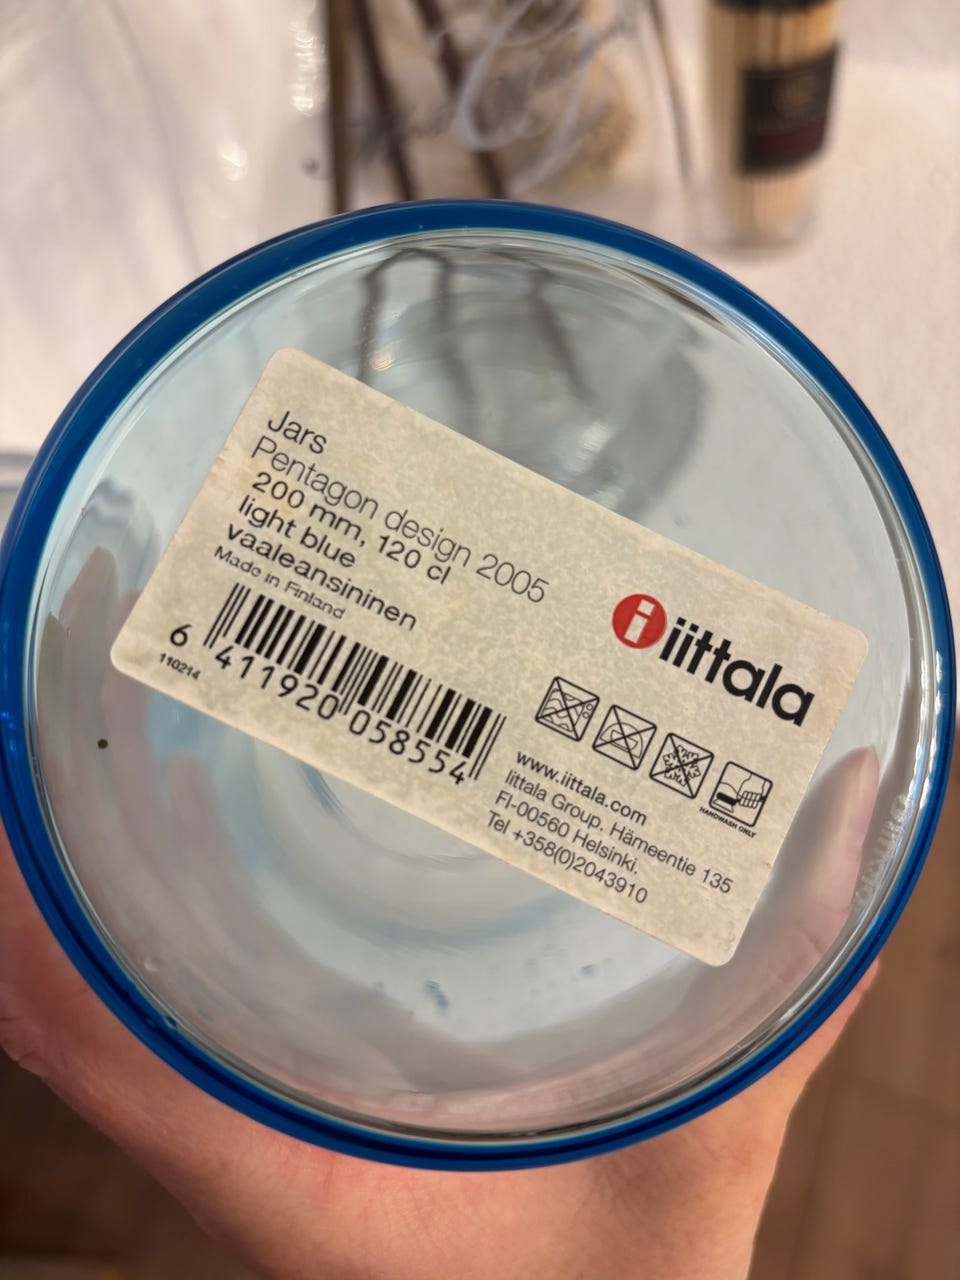 Jars
Pentagon design 2005
200 mm, 120 cl
light blue
vaaleansininen
Made in Finland
6 411920 058554
110214
iittala
HANDWASH ONLY
www.iittala.com
Iittala Group. Hämeentie 135
FI-00560 Helsinki.
Tel +358(0)2043910